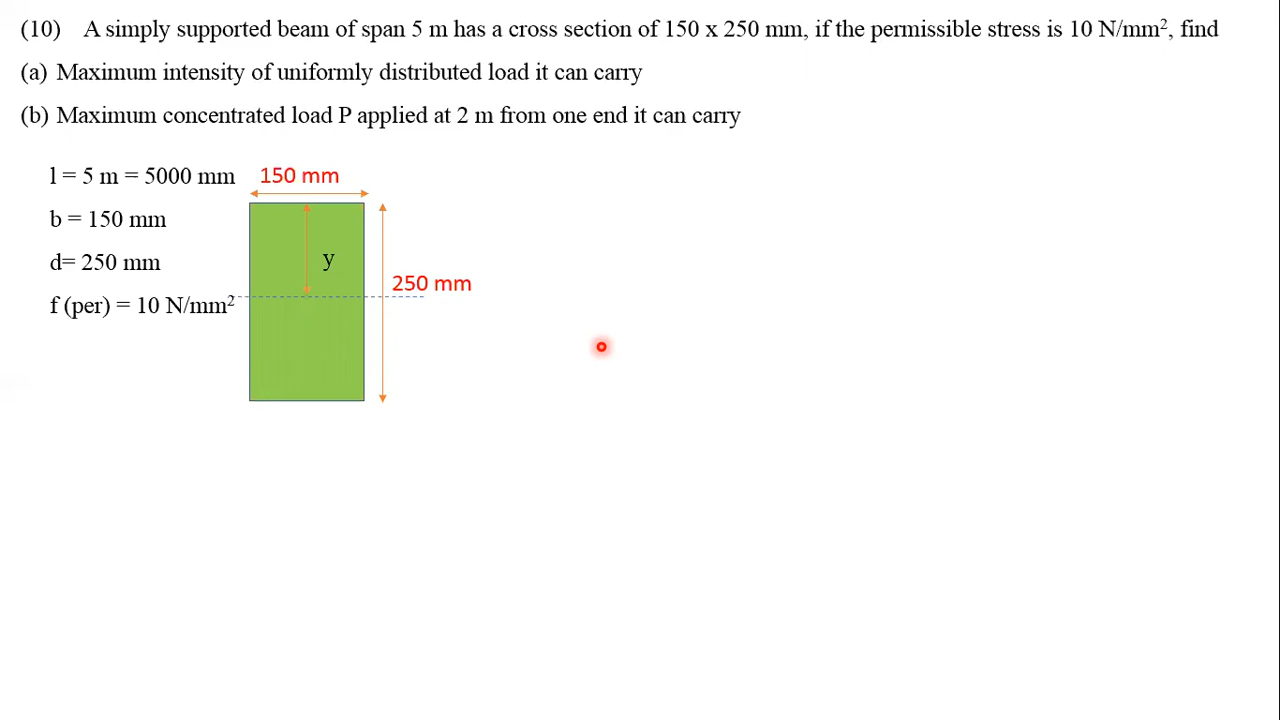 (10) A simply supported beam of span 5 m has a cross section of 150 x 250 mm, if the permissible stress is 10 N/mm², find
(a) Maximum intensity of uniformly distributed load it can carry
(b) Maximum concentrated load P applied at 2 m from one end it can carry
l = 5 m = 5000 mm
150 mm
b = 150 mm
d= 250 mm
y
250 mm
f (per) = 10 N/mm²